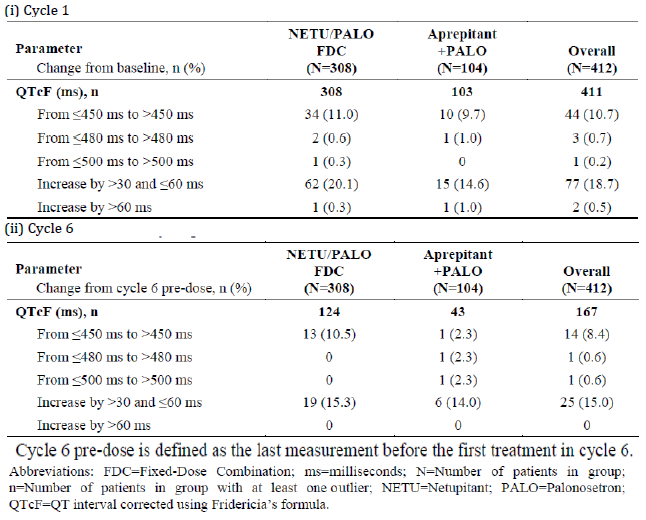 (i) Cycle 1
NETU/PALO Aprepitant
Parameter FDC +PALO Overall
Change from baseline, n (%) (N=308) (N=104) (N=412)
QTcF (ms), n 308 103 411
From ≤450 ms to >450 ms 34 (11.0) 10 (9.7) 44 (10.7)
From ≤480 ms to >480 ms 2 (0.6) 1 (1.0) 3 (0.7)
From ≤500 ms to >500 ms 1 (0.3) 0 1 (0.2)
Increase by >30 and ≤60 ms 62 (20.1) 15 (14.6) 77 (18.7)
Increase by >60 ms 1 (0.3) 1 (1.0) 2 (0.5)
(ii) Cycle 6
NETU/PALO Aprepitant
Parameter FDC +PALO Overall
Change from cycle 6 pre-dose, n (%) (N=308) (N=104) (N=412)
QTcF (ms), n 124 43 167
From ≤450 ms to >450 ms 13 (10.5) 1 (2.3) 14 (8.4)
From ≤480 ms to >480 ms 0 1 (2.3) 1 (0.6)
From ≤500 ms to >500 ms 0 1 (2.3) 1 (0.6)
Increase by >30 and ≤60 ms 19 (15.3) 6 (14.0) 25 (15.0)
Increase by >60 ms 0 0 0
Cycle 6 pre-dose is defined as the last measurement before the first treatment in cycle 6.
Abbreviations: FDC=Fixed-Dose Combination; ms=milliseconds; N=Number of patients in group;
n=Number of patients in group with at least one outlier; NETU=Netupitant; PALO=Palonosetron;
QTcF=QT interval corrected using Fridericia's formula.